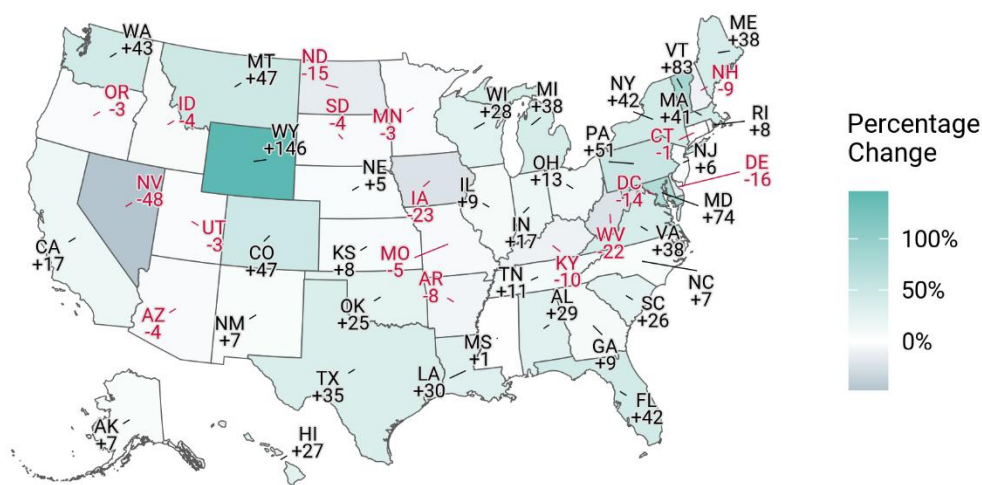 WA
+43
MT
+47
ND
-15
ME
+38
VT
+83
NH
-9
OR
-3
ID
-4
WY
+146
SD
-4
MN
-3
WI
+28
MI
+38
NY
+42
MA
+41
RI
+8
CT
-1
PA
+51
NJ
+6
DE
-16
NV
-48
UT
-3
CO
+47
NE
+5
IA
-23
IL
+9
IN
+17
OH
+13
DC
-14
MD
+74
WV
-22
VA
+38
CA
+17
KS
+8
MO
-5
KY
-10
TN
+11
NC
+7
AZ
-4
NM
+7
OK
+25
AR
-8
MS
+1
AL
+29
GA
+9
SC
+26
TX
+35
LA
+30
FL
+42
AK
+7
HI
+27
Percentage
Change
100%
50%
0%